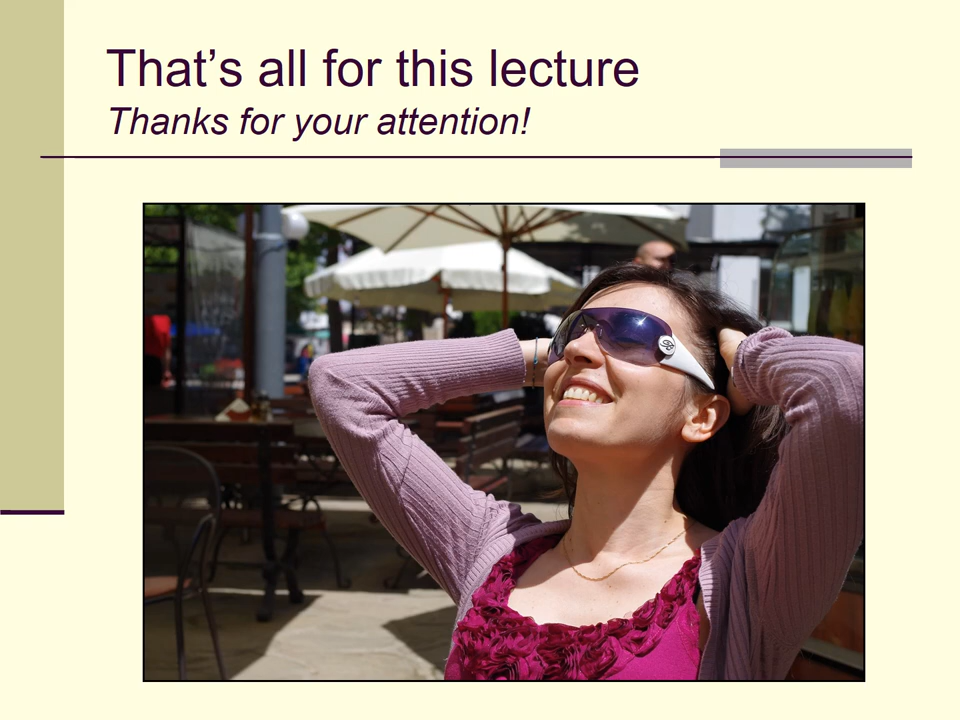 That’s all for this lecture
Thanks for your attention!